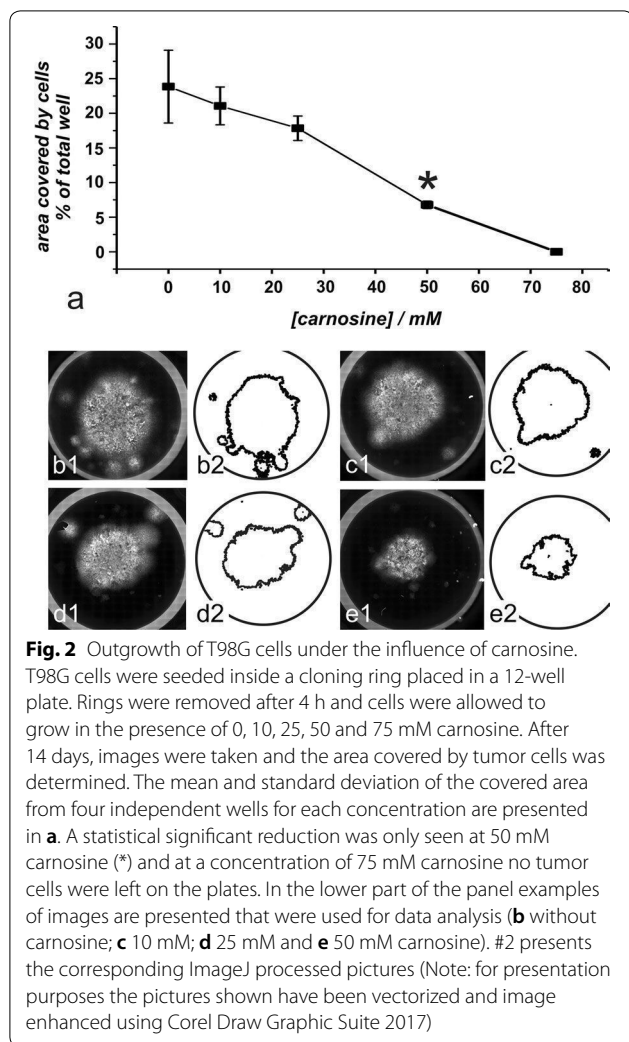 30
25
20
15
10
5
0
area covered by cells
% of total well
0 10 20 30 40 50 60 70 80
[carnosine] / mM
*
a
b1 b2 c1 c2
d1 d2 e1 e2
Fig. 2 Outgrowth of T98G cells under the influence of carnosine.
T98G cells were seeded inside a cloning ring placed in a 12-well
plate. Rings were removed after 4 h and cells were allowed to
grow in the presence of 0, 10, 25, 50 and 75 mM carnosine. After
14 days, images were taken and the area covered by tumor cells was
determined. The mean and standard deviation of the covered area
from four independent wells for each concentration are presented
in a. A statistical significant reduction was only seen at 50 mM
carnosine (*) and at a concentration of 75 mM carnosine no tumor
cells were left on the plates. In the lower part of the panel examples
of images are presented that were used for data analysis (b without
carnosine; c 10 mM; d 25 mM and e 50 mM carnosine). #2 presents
the corresponding ImageJ processed pictures (Note: for presentation
purposes the pictures shown have been vectorized and image
enhanced using Corel Draw Graphic Suite 2017)